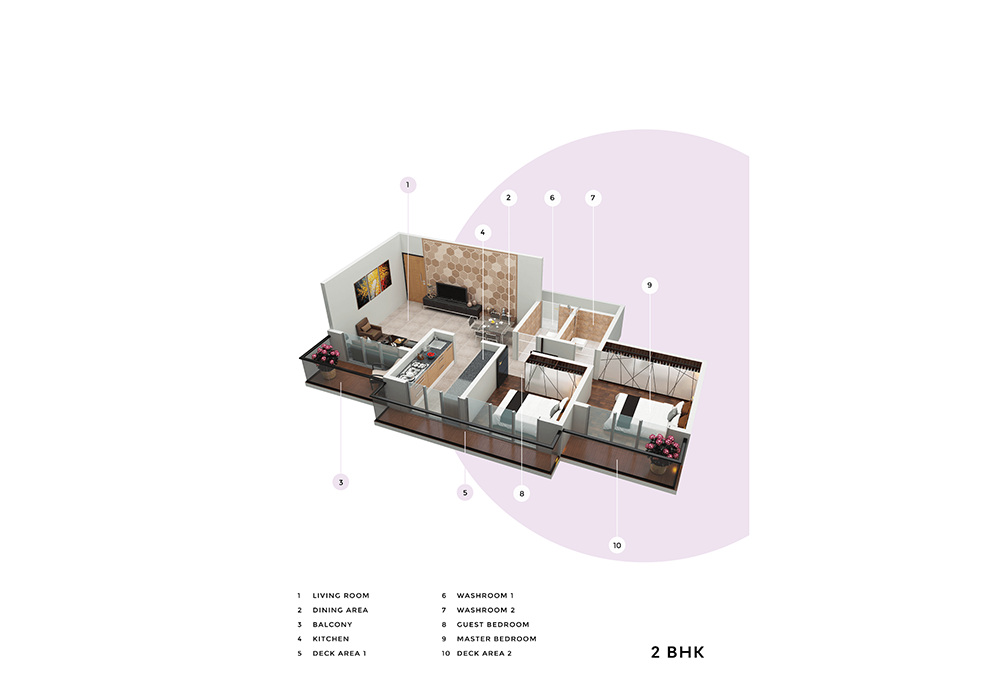 1
2
6
7
4
9
3
5
8
10
1 LIVING ROOM
2 DINING AREA
3 BALCONY
4 KITCHEN
5 DECK AREA 1
6 WASHROOM 1
7 WASHROOM 2
8 GUEST BEDROOM
9 MASTER BEDROOM
10 DECK AREA 2
2 BHK